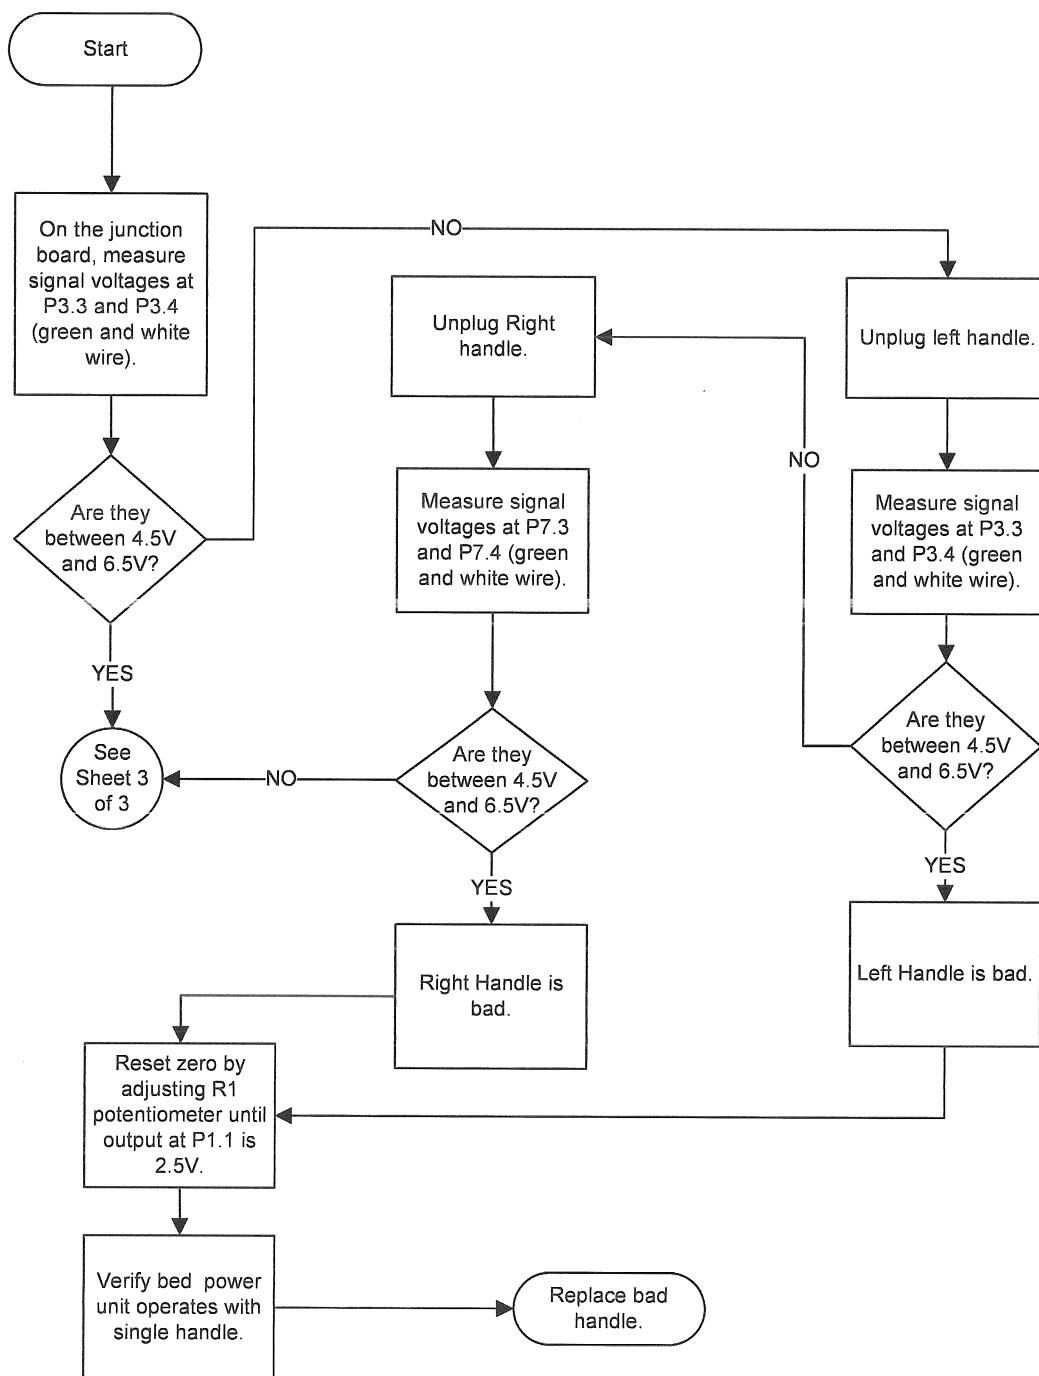 Start
On the junction
board, measure
signal voltages at
P3.3 and P3.4
(green and white
wire).
Are they
between 4.5V
and 6.5V?
YES
See
Sheet 3
of 3
NO
Unplug left handle.
Measure signal
voltages at P3.3
and P3.4 (green
and white wire).
Are they
between 4.5V
and 6.5V?
NO
YES
Left Handle is bad.
Unplug Right
handle.
Measure signal
voltages at P7.3
and P7.4 (green
and white wire).
Are they
between 4.5V
and 6.5V?
NO
YES
Right Handle is
bad.
Reset zero by
adjusting R1
potentiometer until
output at P1.1 is
2.5V.
Verify bed power
unit operates with
single handle.
Replace bad
handle.